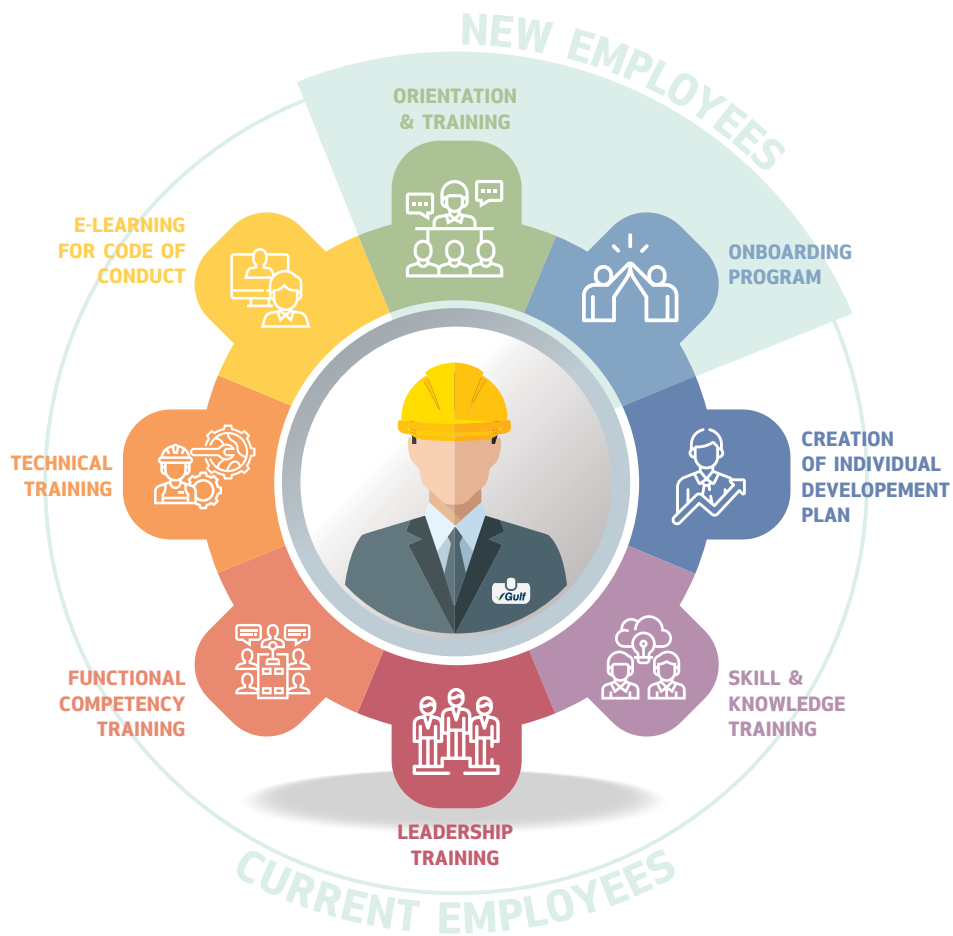 NEW EMPLOYEES
ORIENTATION
& TRAINING
ONBOARDING
PROGRAM
CREATION
OF INDIVIDUAL
DEVELOPEMENT
PLAN
SKILL &
KNOWLEDGE
TRAINING
LEADERSHIP
TRAINING
FUNCTIONAL
COMPETENCY
TRAINING
TECHNICAL
TRAINING
E-LEARNING
FOR CODE OF
CONDUCT
Gulf
CURRENT EMPLOYEES